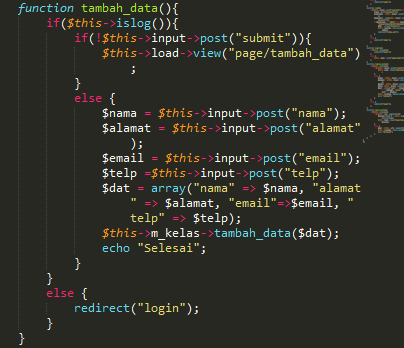 function tambah_data(){
if($this->islog()){
if(!$this->input->post("submit")){
$this->load->view("page/tambah_data")
;
}
else {
$nama = $this->input->post("nama");
$alamat = $this->input->post("alamat"
);
$email = $this->input->post("email");
$telp =$this->input->post("telp");
$dat = array("nama" => $nama, "alamat
" => $alamat, "email"=>$email, "
telp" => $telp);
$this->m_kelas->tambah_data($dat);
echo "Selesai";
}
}
else {
redirect("login");
}
}